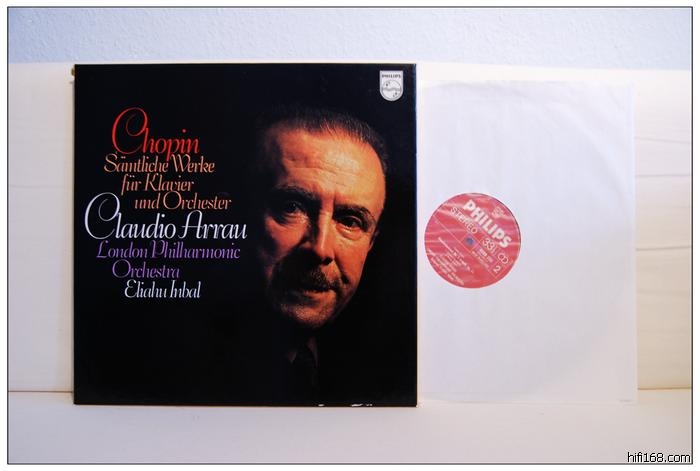 PHILIPS
Chopin
Sämtliche Werke
für Klavier
und Orchester
Claudio Arrau
London Philharmonic
Orchestra
Eliahu Inbal
PHILIPS
STEREO 33⅓
2
hifi168.com